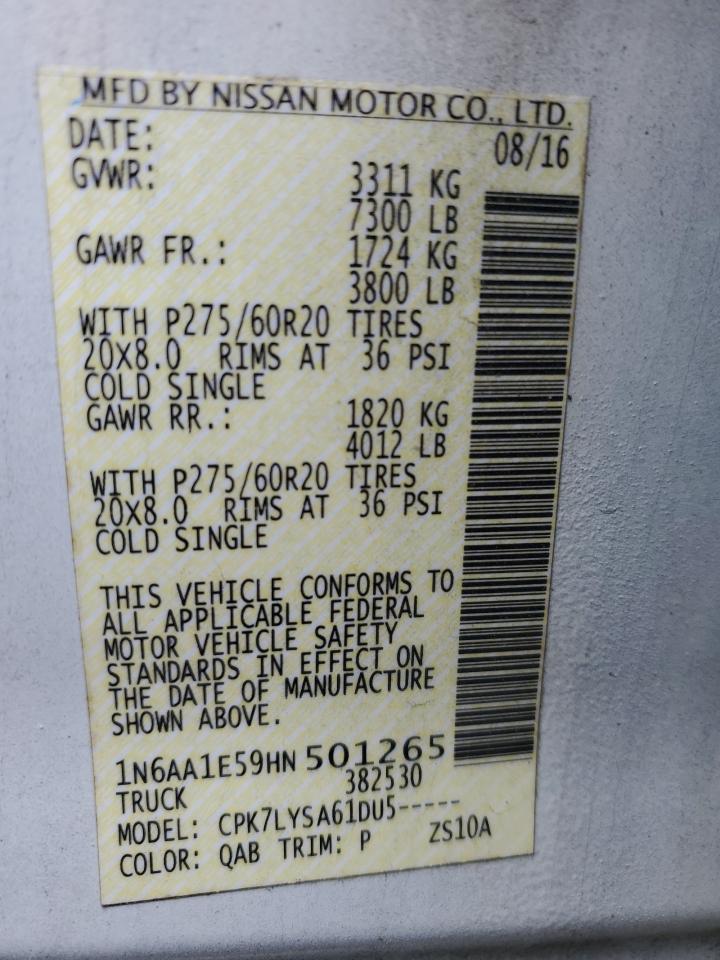 MFD BY NISSAN MOTOR CO., LTD.
DATE: 08/16
GVWR: 3311 KG
7300 LB
GAWR FR.: 1724 KG
3800 LB
WITH P275/60R20 TIRES
20X8.0 RIMS AT 36 PSI
COLD SINGLE
GAWR RR.: 1820 KG
4012 LB
WITH P275/60R20 TIRES
20X8.0 RIMS AT 36 PSI
COLD SINGLE
THIS VEHICLE CONFORMS TO
ALL APPLICABLE FEDERAL
MOTOR VEHICLE SAFETY
STANDARDS IN EFFECT ON
THE DATE OF MANUFACTURE
SHOWN ABOVE.
1N6AA1E59HN 501265
TRUCK 382530
MODEL: CPK7LYSA61DU5-----
COLOR: QAB TRIM: P ZS10A